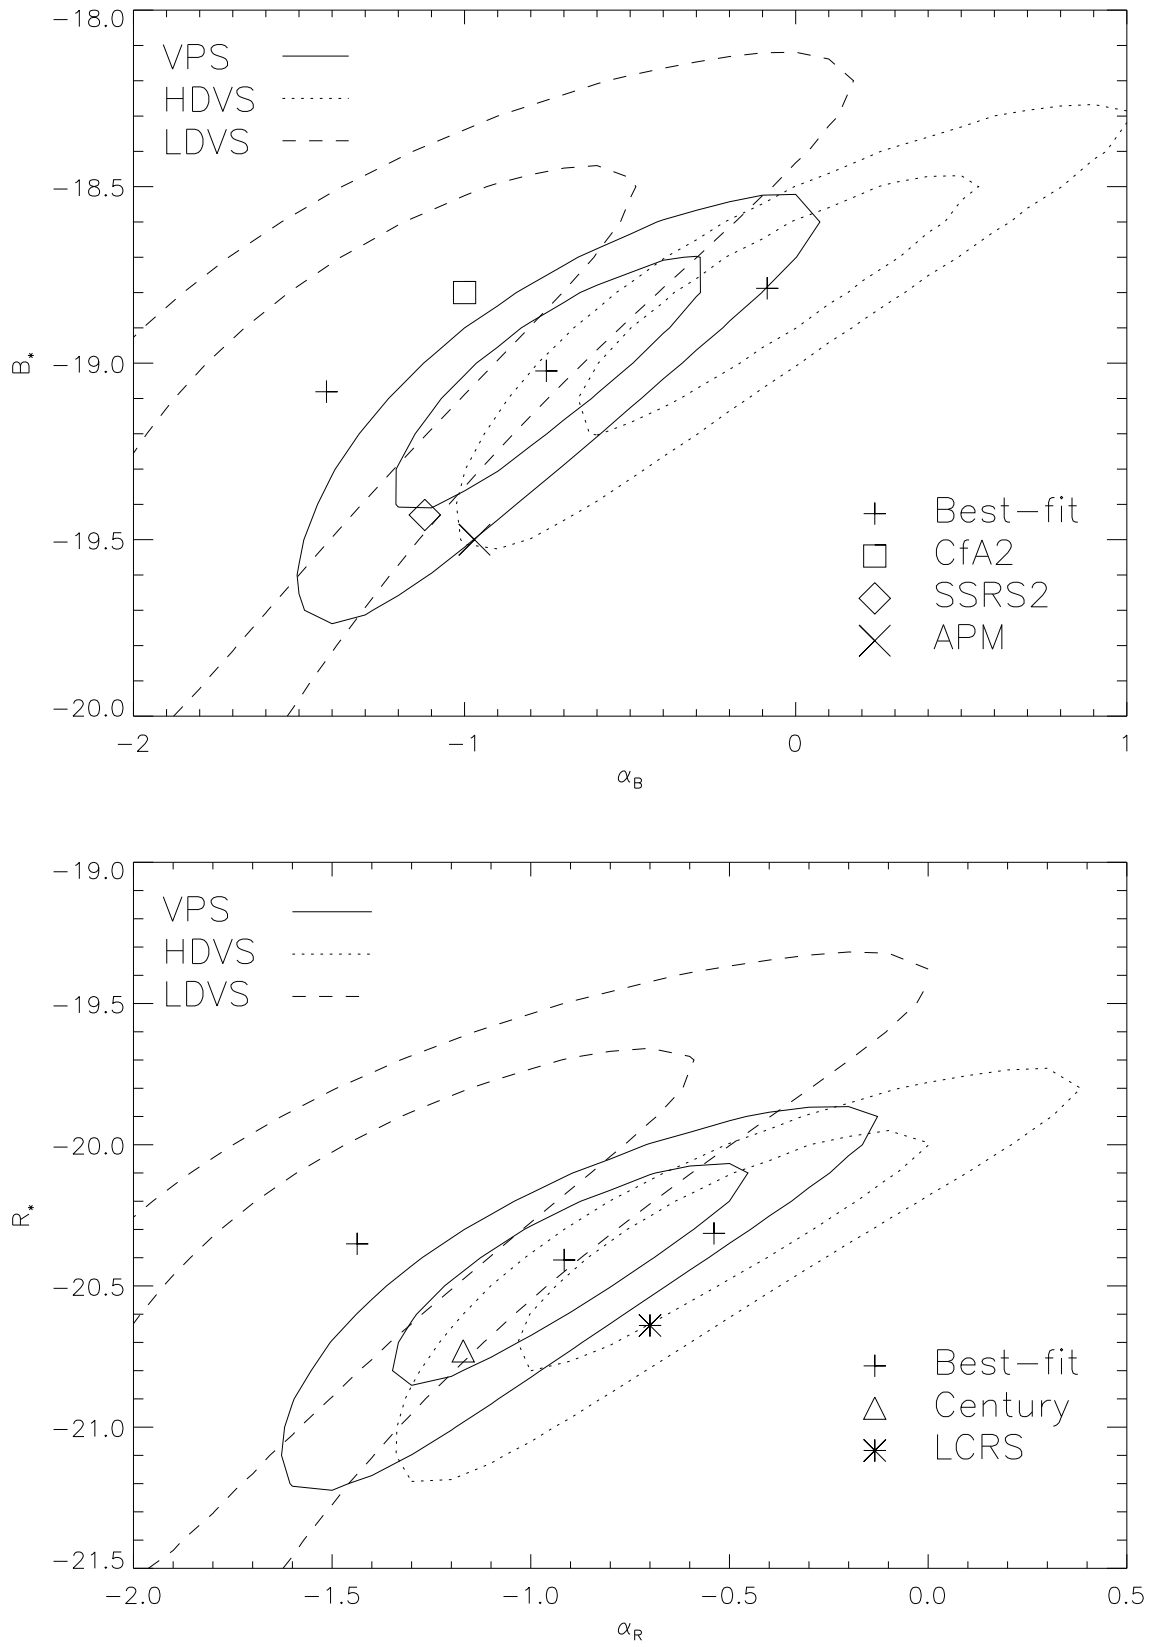 −18.0
VPS
HDVS
LDVS
−18.5
−19.0
B*
−19.5
Best−fit
CfA2
SSRS2
APM
−20.0
−2 −1 0 1
αB
−19.0
VPS
HDVS
LDVS
−19.5
−20.0
R*
−20.5
Best−fit
Century
LCRS
−21.0
−21.5
−2.0 −1.5 −1.0 −0.5 0.0 0.5
αR